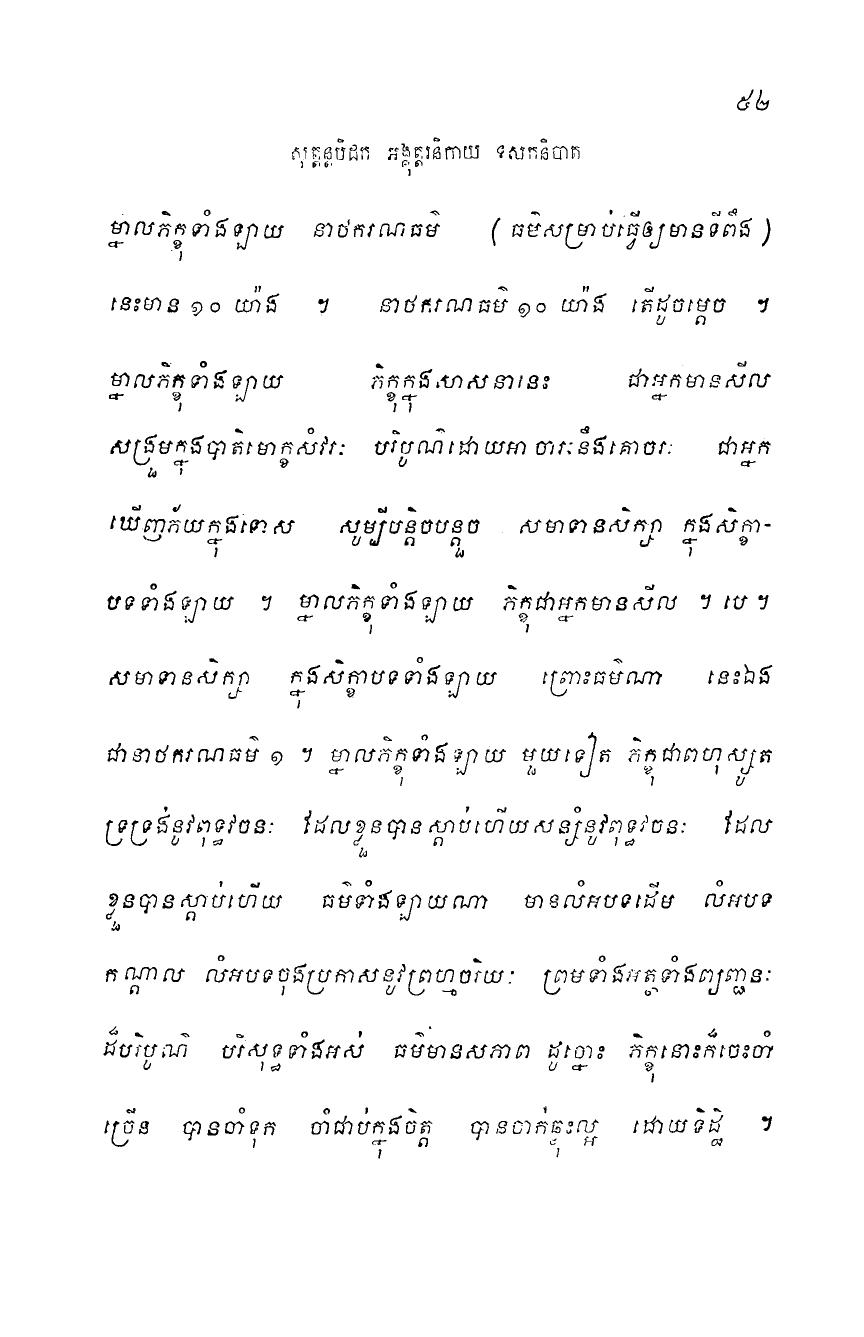 ៥២
សុត្តន្តបិដក អង្គុត្តរនិកាយ ទសកនិបាត
ម្នាលភិក្ខុទាំងឡាយ នាថករណធម៌ (ធម៌សម្រាប់ធ្វើឲ្យមានទីពឹង)
នេះមាន ១០ យ៉ាង ។ នាថករណធម៌ ១០ យ៉ាង តើដូចម្តេច ។
ម្នាលភិក្ខុទាំងឡាយ ភិក្ខុក្នុងសាសនានេះ ជាអ្នកមានសីល
សង្រួមក្នុងបាតិមោក្ខសំវរៈ បរិបូណ៌ដោយអាចារៈនឹងគោចរៈ ជាអ្នក
ឃើញភ័យក្នុងទោស សូម្បីបន្តិចបន្តួច សមាទានសិក្សា ក្នុងសិក្ខា-
បទទាំងឡាយ ។ ម្នាលភិក្ខុទាំងឡាយ ភិក្ខុជាអ្នកមានសីល ។ បេ ។
សមាទានសិក្សា ក្នុងសិក្ខាបទទាំងឡាយ ព្រោះធម៌ណា នេះឯង
ជានាថករណធម៌ ១ ។ ម្នាលភិក្ខុទាំងឡាយ មួយទៀត ភិក្ខុជាពហុស្សូត
ទ្រទ្រង់នូវពុទ្ធវចនៈ ដែលខ្លួនបានស្តាប់ហើយសន្សំនូវពុទ្ធវចនៈ ដែល
ខ្លួនបានស្តាប់ហើយ ធម៌ទាំងឡាយណា មានលំអបទដើម លំអបទ
កណ្តាល លំអបទចុងប្រកាសនូវព្រហ្មចរិយៈ ព្រមទាំងអត្ថទាំងព្យញ្ជនៈ
ដ៏បរិបូណ៌ បរិសុទ្ធទាំងអស់ ធម៌មានសភាព ដូច្នោះ ភិក្ខុនោះក៏ចេះចាំ
ច្រើន បានចាំទុក ចាំជាប់ក្នុងចិត្ត បានចាក់ធ្លុះល្អ ដោយទិដ្ឋិ ។